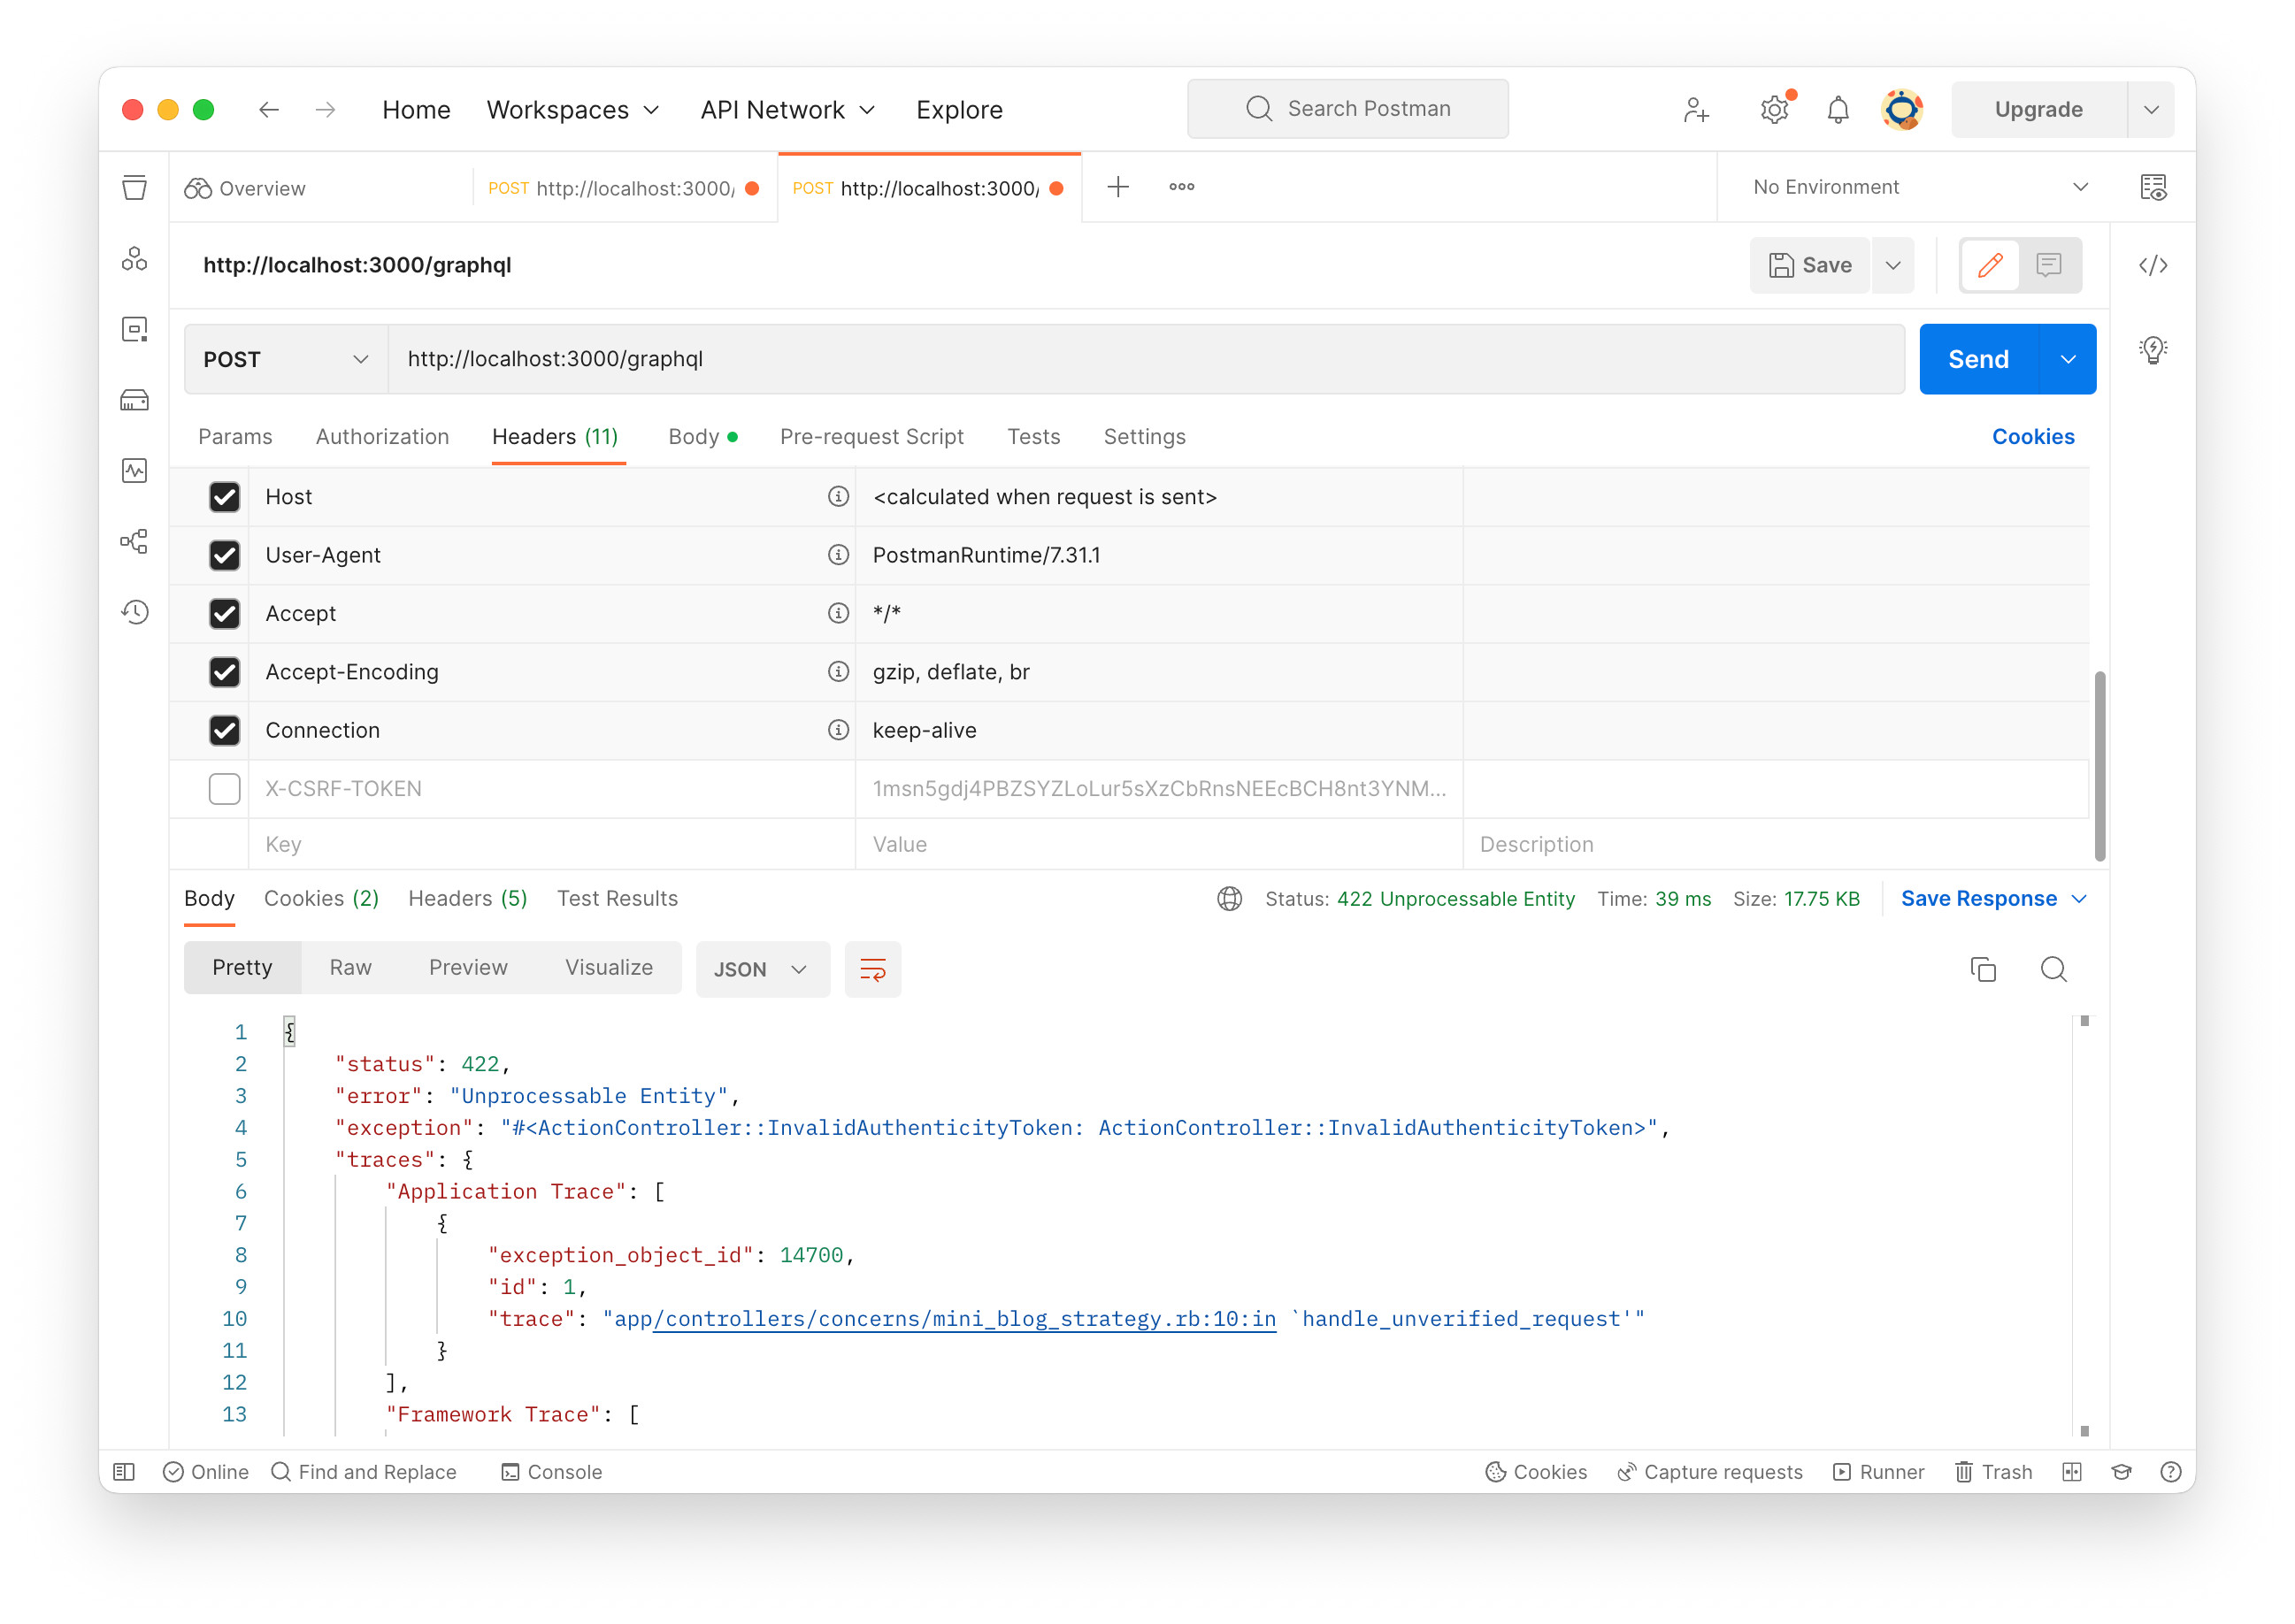 Home Workspaces API Network Explore Search Postman Upgrade
Overview POST http://localhost:3000/ POST http://localhost:3000/ No Environment
http://localhost:3000/graphql Save
POST http://localhost:3000/graphql Send
Params Authorization Headers (11) Body Pre-request Script Tests Settings Cookies
Host <calculated when request is sent>
User-Agent PostmanRuntime/7.31.1
Accept */*
Accept-Encoding gzip, deflate, br
Connection keep-alive
X-CSRF-TOKEN 1msn5gdj4PBZSYZLoLur5sXzCbRnsNEEcBCH8nt3YNM...
Key Value Description
Body Cookies (2) Headers (5) Test Results Status: 422 Unprocessable Entity Time: 39 ms Size: 17.75 KB Save Response
Pretty Raw Preview Visualize JSON
1 {
2 "status": 422,
3 "error": "Unprocessable Entity",
4 "exception": "#<ActionController::InvalidAuthenticityToken: ActionController::InvalidAuthenticityToken>",
5 "traces": {
6 "Application Trace": [
7 {
8 "exception_object_id": 14700,
9 "id": 1,
10 "trace": "app/controllers/concerns/mini_blog_strategy.rb:10:in `handle_unverified_request'"
11 }
12 ],
13 "Framework Trace": [
Online Find and Replace Console Cookies Capture requests Runner Trash